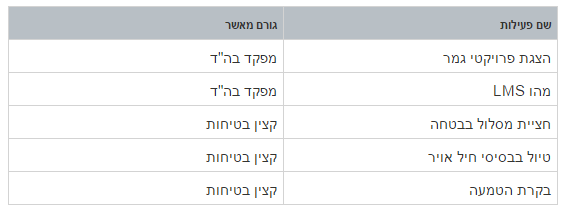 שם פעילות גורם מאשר
הצגת פרויקטי גמר מפקד בה"ד
מהו LMS מפקד בה"ד
חציית מסלול בבטחה קצין בטיחות
טיול בבסיסי חיל אויר קצין בטיחות
בקרת הטמעה קצין בטיחות